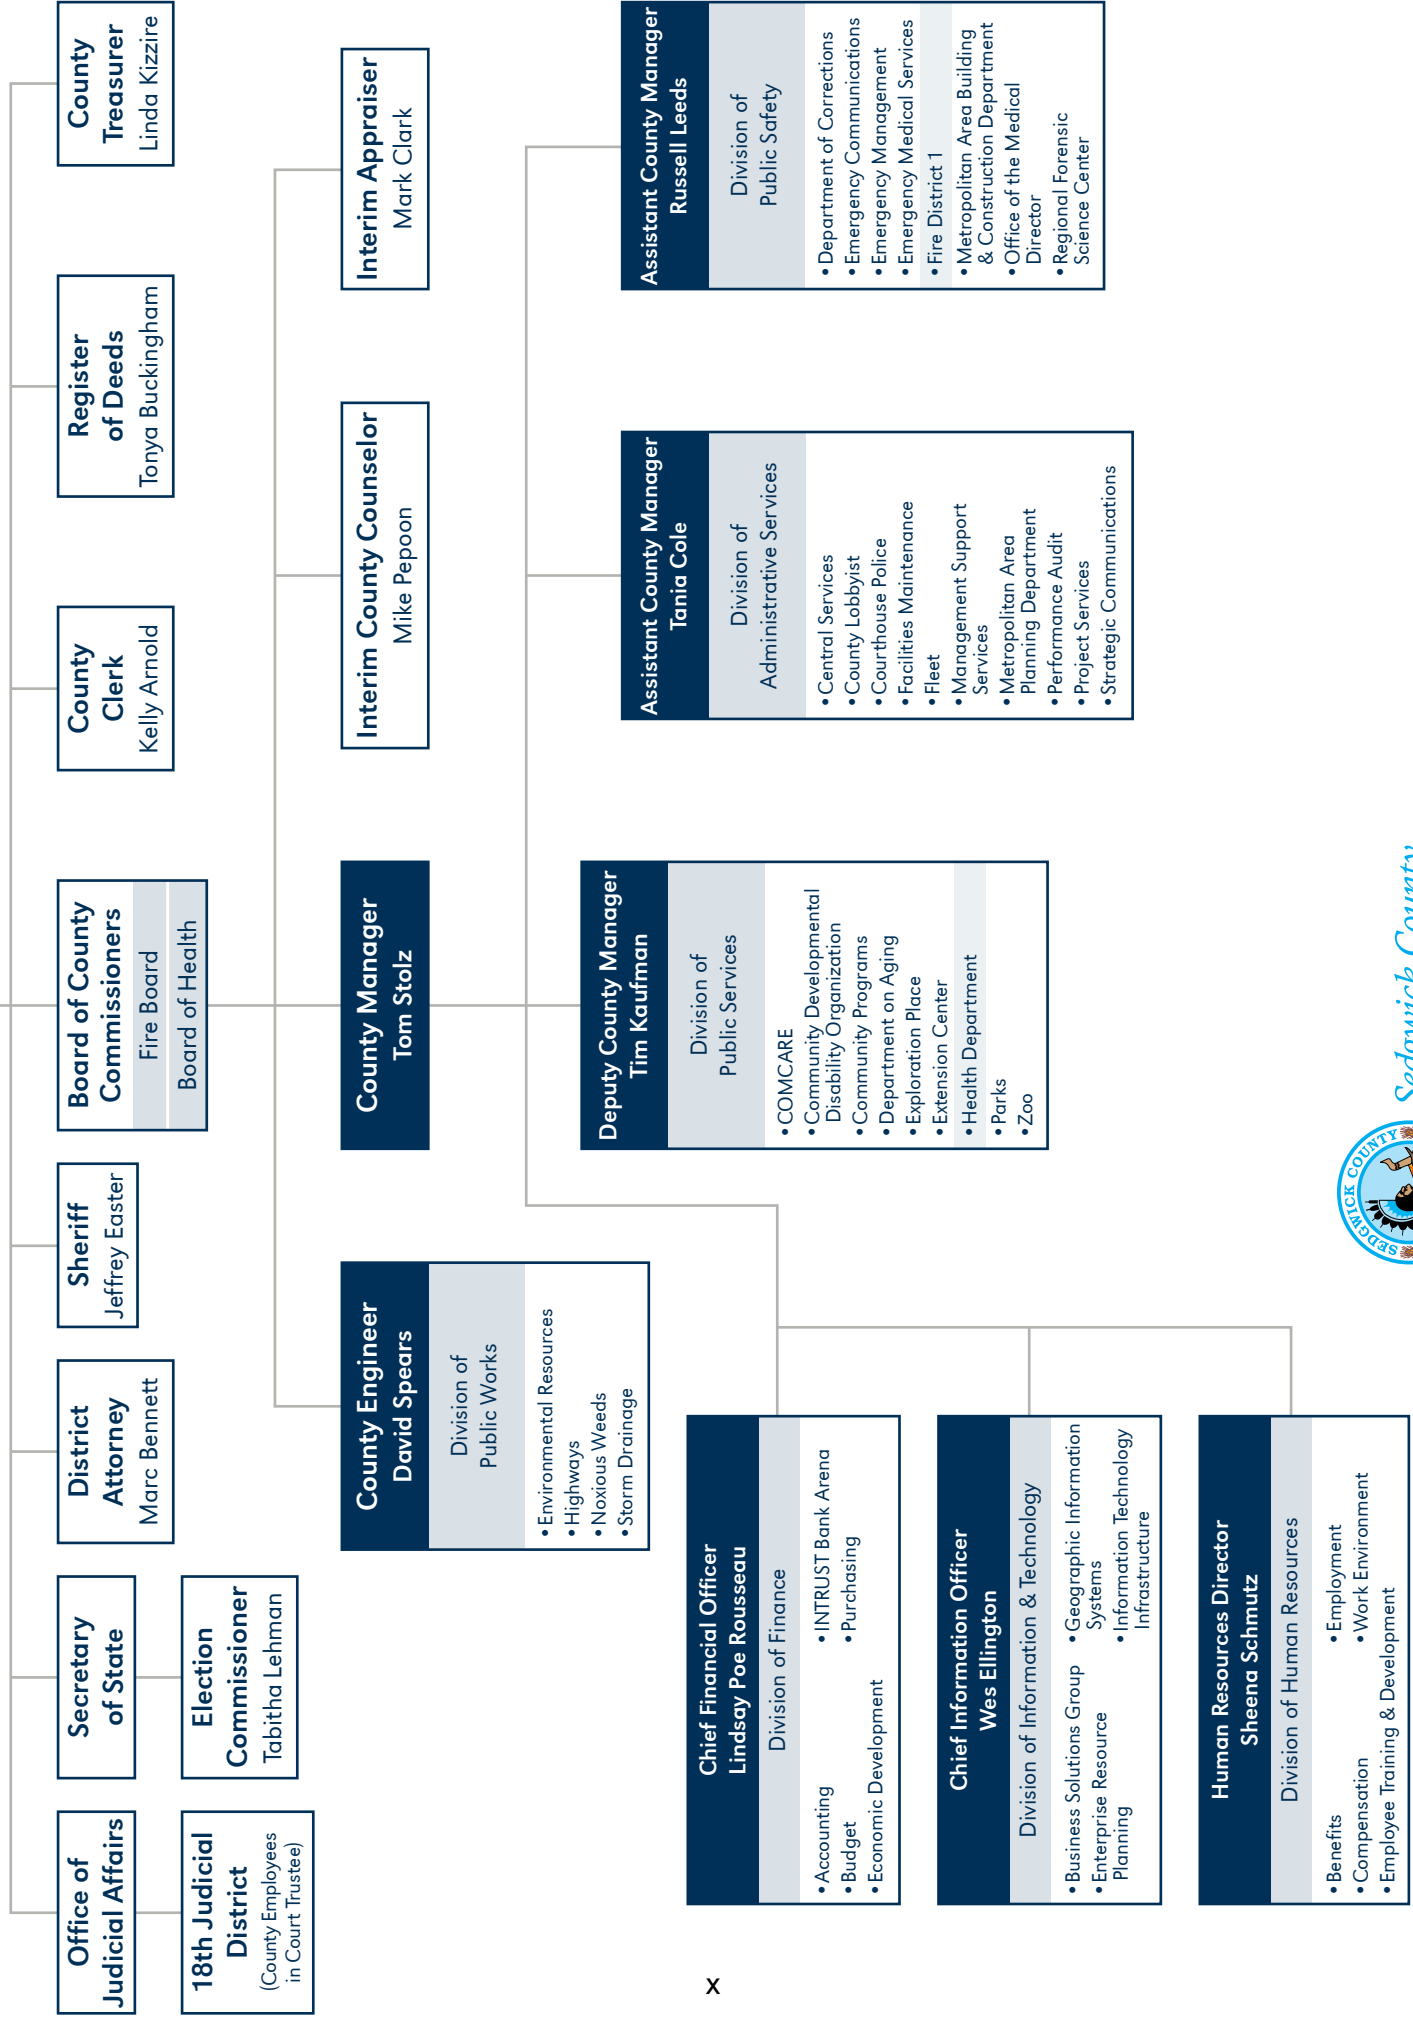 Office of
Judicial Affairs
18th Judicial
District
(County Employees
in Court Trustee)
Secretary
of State
Election
Commissioner
Tabitha Lehman
District
Attorney
Marc Bennett
Sheriff
Jeffrey Easter
Board of County
Commissioners
Fire Board
Board of Health
County
Clerk
Kelly Arnold
Register
of Deeds
Tonya Buckingham
County
Treasurer
Linda Kizzire
County Engineer
David Spears
Division of
Public Works
• Environmental Resources
• Highways
• Noxious Weeds
• Storm Drainage
County Manager
Tom Stolz
Interim County Counselor
Mike Pepoon
Interim Appraiser
Mark Clark
Deputy County Manager
Tim Kaufman
Division of
Public Services
• COMCARE
• Community Developmental
Disability Organization
• Community Programs
• Department on Aging
• Exploration Place
• Extension Center
• Health Department
• Parks
• Zoo
Assistant County Manager
Tania Cole
Division of
Administrative Services
• Central Services
• County Lobbyist
• Courthouse Police
• Facilities Maintenance
• Fleet
• Management Support
Services
• Metropolitan Area
Planning Department
• Performance Audit
• Project Services
• Strategic Communications
Assistant County Manager
Russell Leeds
Division of
Public Safety
• Department of Corrections
• Emergency Communications
• Emergency Management
• Emergency Medical Services
• Fire District 1
• Metropolitan Area Building
& Construction Department
• Office of the Medical
Director
• Regional Forensic
Science Center
Chief Financial Officer
Lindsay Poe Rousseau
Division of Finance
• Accounting
• Budget
• Economic Development
• INTRUST Bank Arena
• Purchasing
Chief Information Officer
Wes Ellington
Division of Information & Technology
• Business Solutions Group
• Enterprise Resource
Planning
• Geographic Information
Systems
• Information Technology
Infrastructure
Human Resources Director
Sheena Schmutz
Division of Human Resources
• Benefits
• Compensation
• Employee Training & Development
• Employment
• Work Environment
SEDGWICK COUNTY
Sedgwick County
x